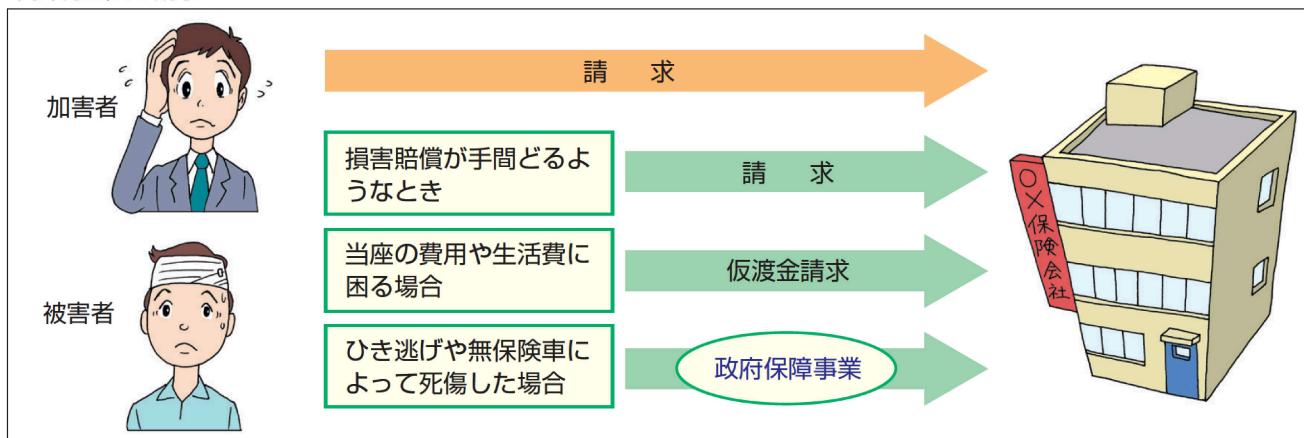 加害者
請　求
損害賠償が手間どるよ
うなとき
請　求
当座の費用や生活費に
困る場合
仮渡金請求
被害者
ひき逃げや無保険車に
よって死傷した場合
政府保障事業
〇×保険会社